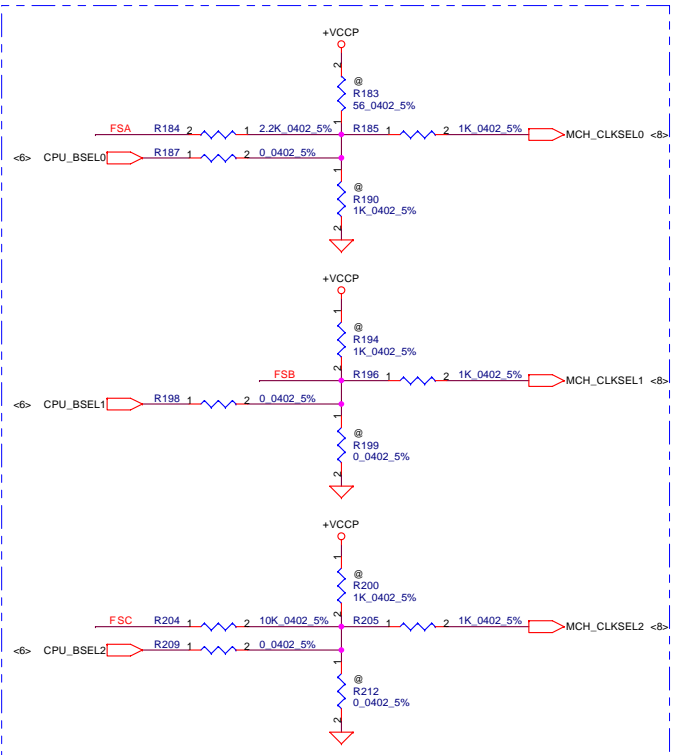 +VCCP
2
@
R183
56_0402_5%
1
FSA R184 2 1 2.2K_0402_5% R185 1 2 1K_0402_5% MCH_CLKSEL0 <8>
<6> CPU_BSEL0 R187 1 2 0_0402_5%
1
@
R190
1K_0402_5%
2
+VCCP
1
@
R194
1K_0402_5%
2
FSB R196 1 2 1K_0402_5% MCH_CLKSEL1 <8>
<6> CPU_BSEL1 R198 1 2 0_0402_5%
1
@
R199
0_0402_5%
2
+VCCP
1
@
R200
1K_0402_5%
2
FSC R204 1 2 10K_0402_5% R205 1 2 1K_0402_5% MCH_CLKSEL2 <8>
<6> CPU_BSEL2 R209 1 2 0_0402_5%
1
@
R212
0_0402_5%
2